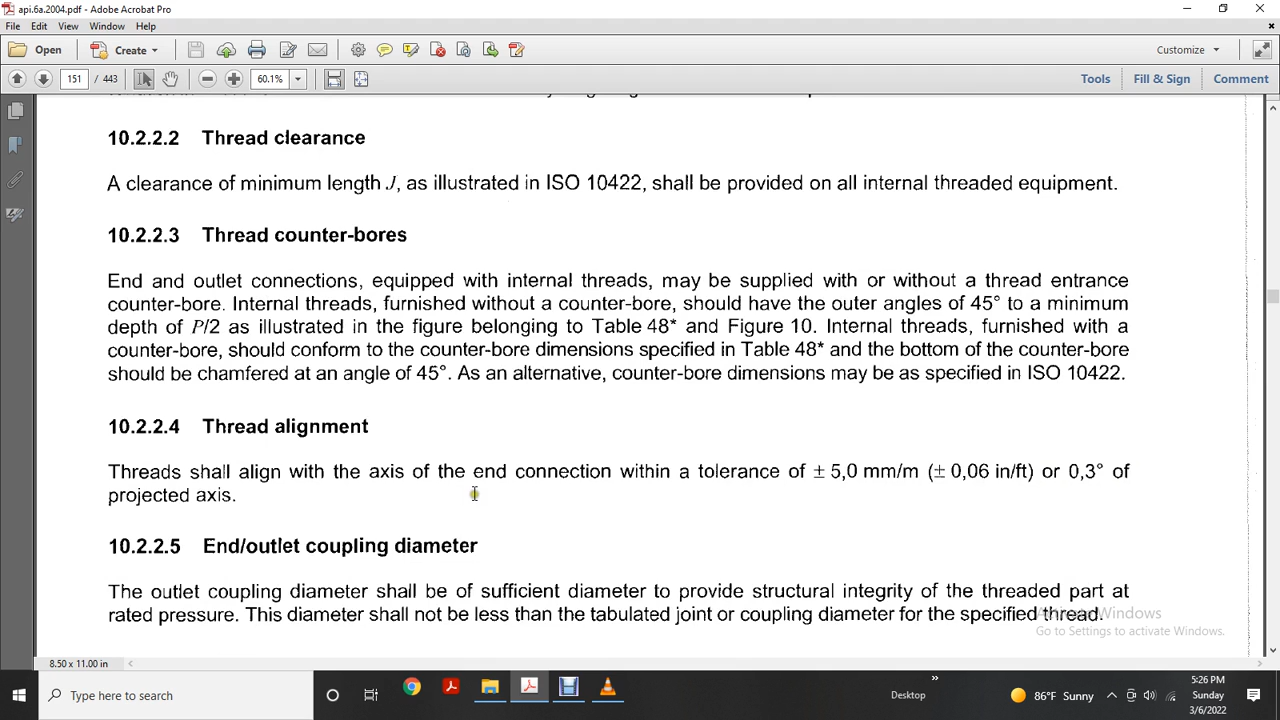 api.6a.2004.pdf - Adobe Acrobat Pro
File Edit View Window Help
Open Create Customize
151 / 443 60.1% Tools Fill & Sign Comment
10.2.2.2 Thread clearance
A clearance of minimum length J, as illustrated in ISO 10422, shall be provided on all internal threaded equipment.
10.2.2.3 Thread counter-bores
End and outlet connections, equipped with internal threads, may be supplied with or without a thread entrance
counter-bore. Internal threads, furnished without a counter-bore, should have the outer angles of 45° to a minimum
depth of P/2 as illustrated in the figure belonging to Table 48* and Figure 10. Internal threads, furnished with a
counter-bore, should conform to the counter-bore dimensions specified in Table 48* and the bottom of the counter-bore
should be chamfered at an angle of 45°. As an alternative, counter-bore dimensions may be as specified in ISO 10422.
10.2.2.4 Thread alignment
Threads shall align with the axis of the end connection within a tolerance of ± 5,0 mm/m (± 0,06 in/ft) or 0,3° of
projected axis.
10.2.2.5 End/outlet coupling diameter
The outlet coupling diameter shall be of sufficient diameter to provide structural integrity of the threaded part at
rated pressure. This diameter shall not be less than the tabulated joint or coupling diameter for the specified thread.
Activate Windows
Go to Settings to activate Windows.
8.50 x 11.00 in
Type here to search
Desktop
86°F Sunny
5:26 PM
Sunday
3/6/2022